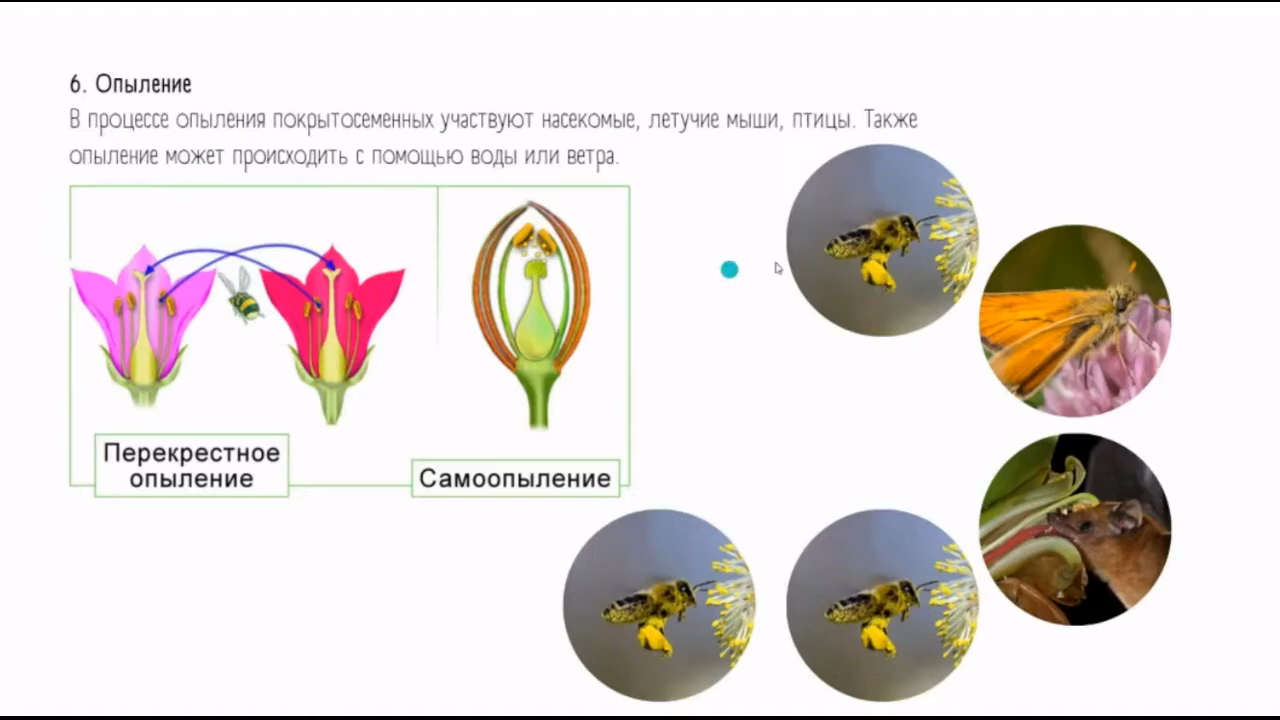 6. Опыление
В процессе опыления покрытосеменных участвуют насекомые, летучие мыши, птицы. Также
опыление может происходить с помощью воды или ветра.
Перекрестное
опыление
Самоопыление